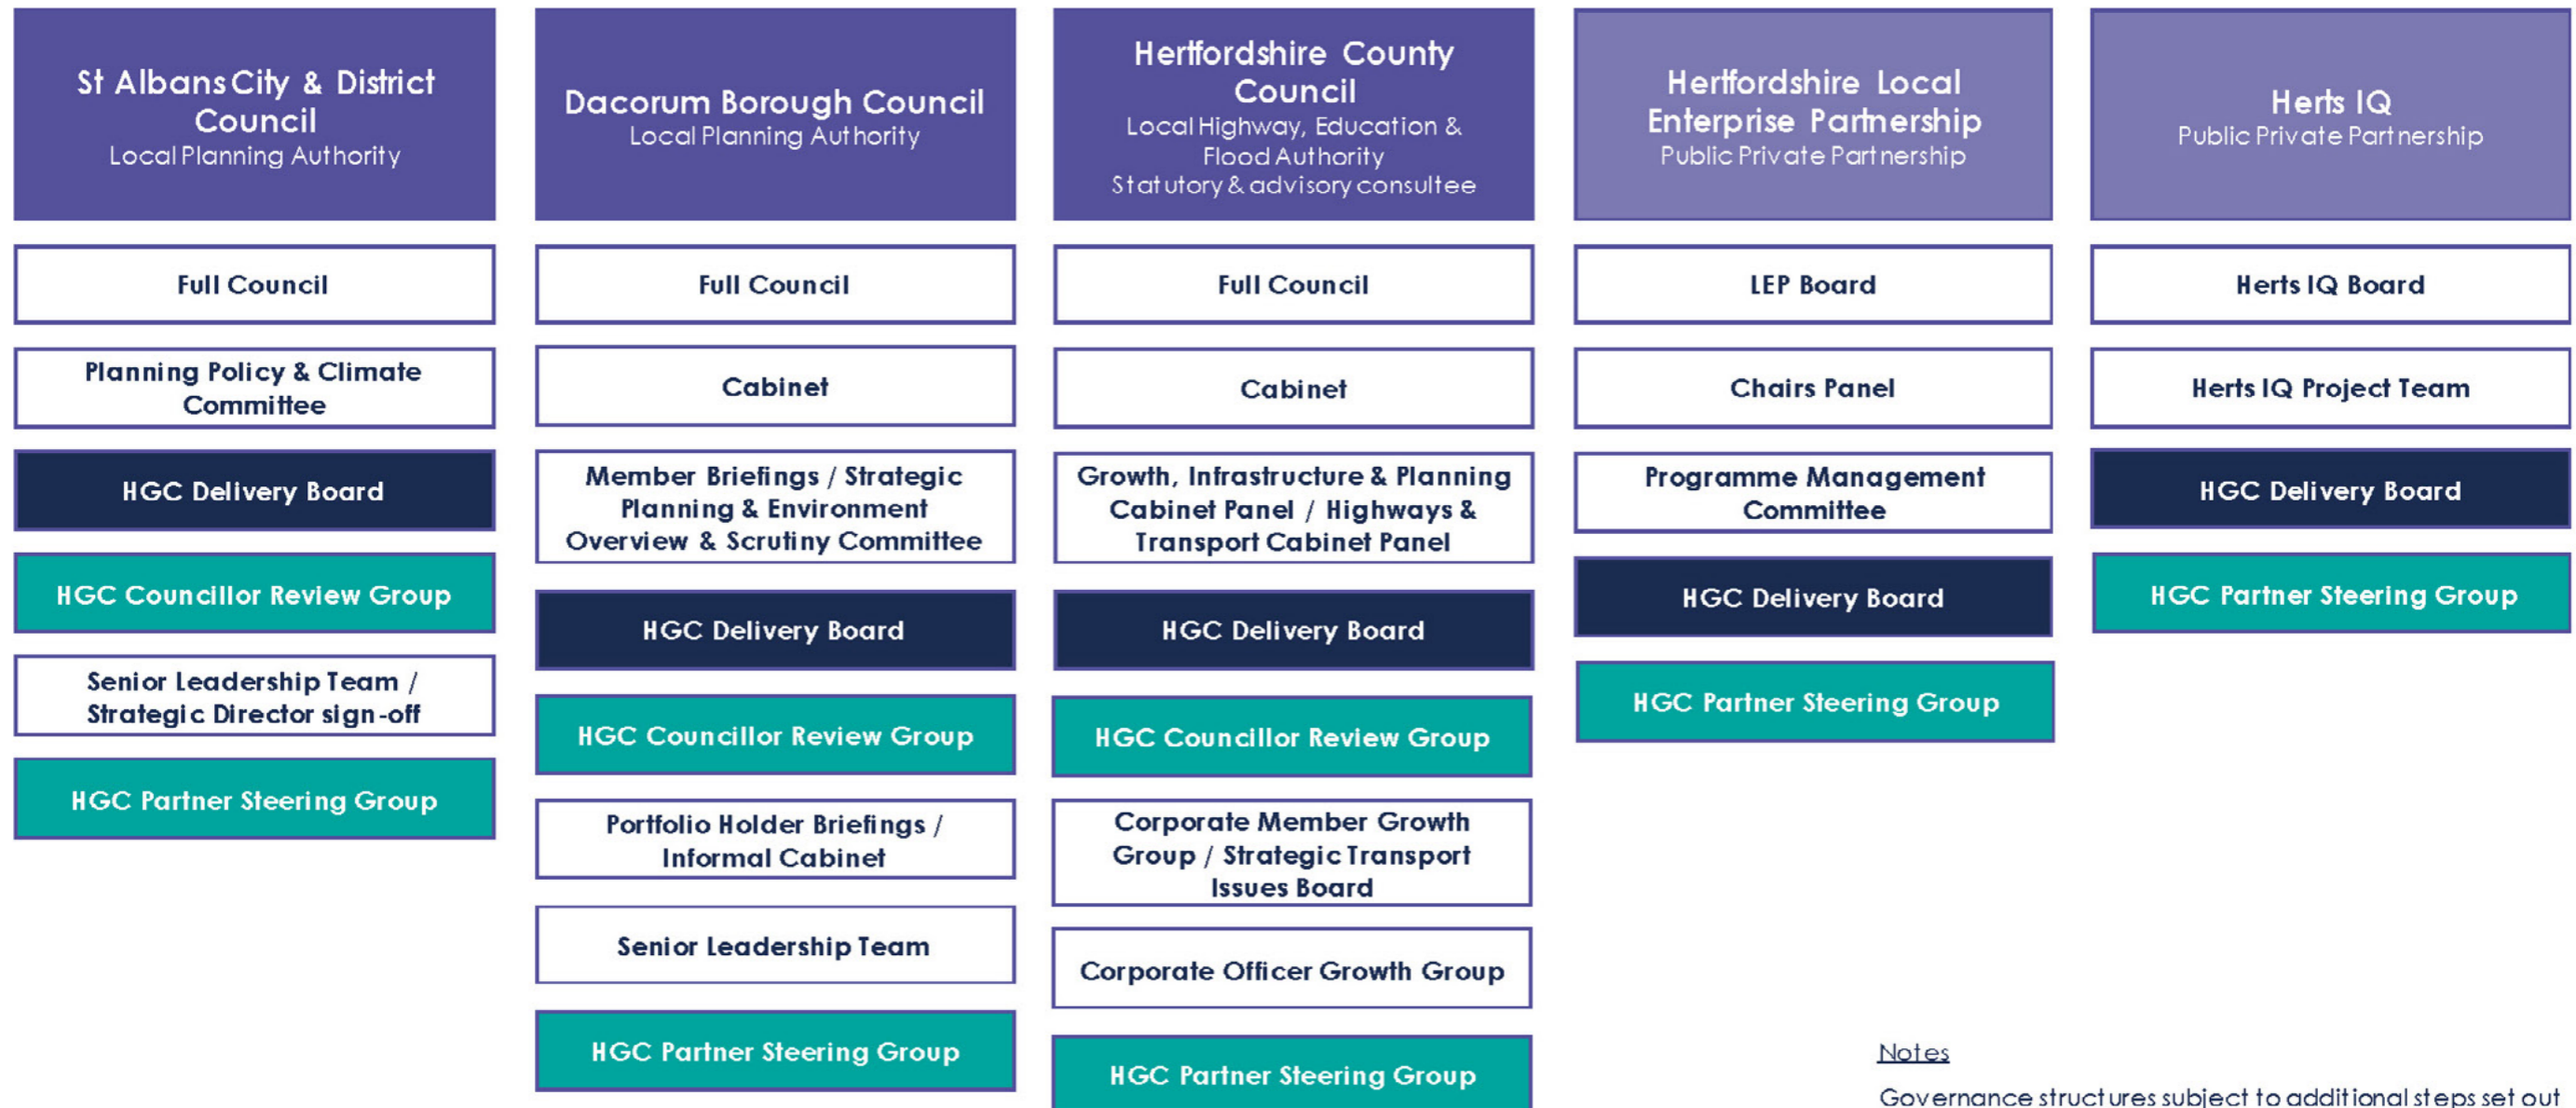 St Albans City & District
Council
Local Planning Authority
Full Council
Planning Policy & Climate
Committee
HGC Delivery Board
HGC Councillor Review Group
Senior Leadership Team /
Strategic Director sign-off
HGC Partner Steering Group
Dacorum Borough Council
Local Planning Authority
Full Council
Cabinet
Member Briefings / Strategic
Planning & Environment
Overview & Scrutiny Committee
HGC Delivery Board
HGC Councillor Review Group
Portfolio Holder Briefings /
Informal Cabinet
Senior Leadership Team
HGC Partner Steering Group
Hertfordshire County
Council
Local Highway, Education &
Flood Authority
Statutory & advisory consultee
Full Council
Cabinet
Growth, Infrastructure & Planning
Cabinet Panel / Highways &
Transport Cabinet Panel
HGC Delivery Board
HGC Councillor Review Group
Corporate Member Growth
Group / Strategic Transport
Issues Board
Corporate Officer Growth Group
HGC Partner Steering Group
Hertfordshire Local
Enterprise Partnership
Public Private Partnership
LEP Board
Chairs Panel
Programme Management
Committee
HGC Delivery Board
HGC Partner Steering Group
Herts IQ
Public Private Partnership
Herts IQ Board
Herts IQ Project Team
HGC Delivery Board
HGC Partner Steering Group
Notes
Governance structures subject to additional steps set out